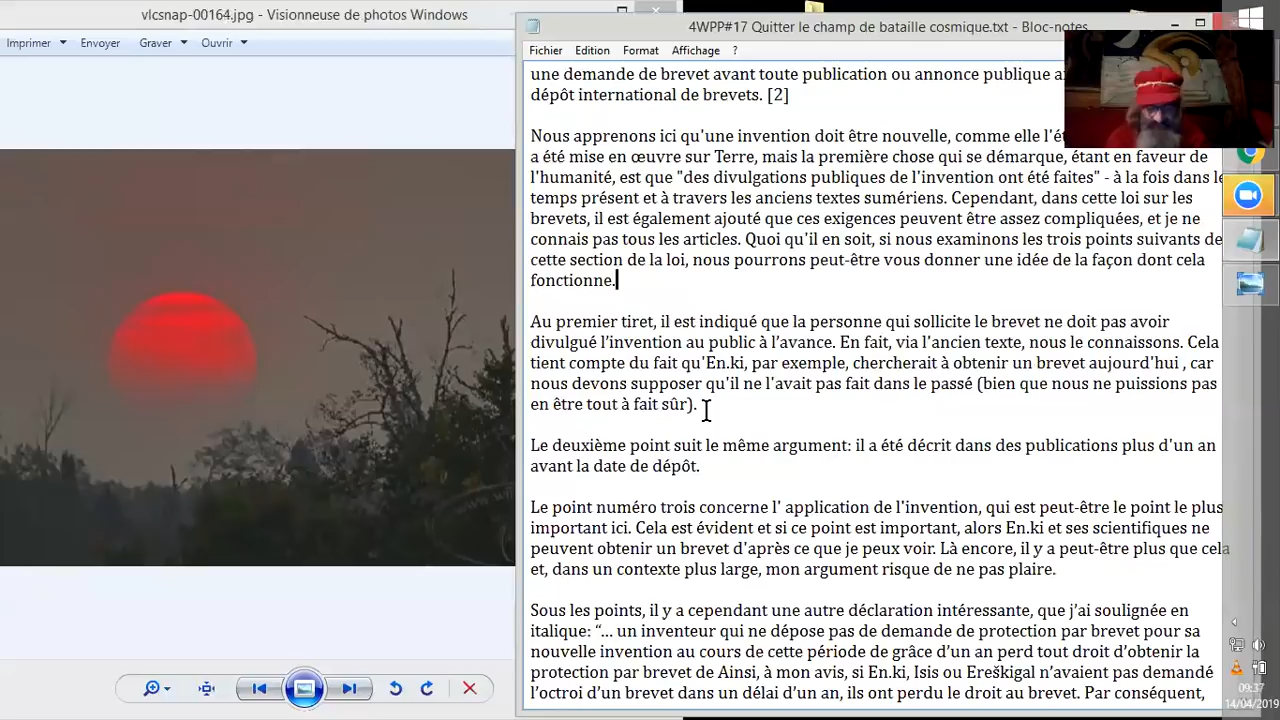 vlcsnap-00164.jpg - Visionneuse de photos Windows
Imprimer Envoyer Graver Ouvrir
4WPP#17 Quitter le champ de bataille cosmique.txt - Bloc-notes
Fichier Edition Format Affichage ?
une demande de brevet avant toute publication ou annonce publique
dépôt international de brevets. [2]
Nous apprenons ici qu'une invention doit être nouvelle, comme elle
a été mise en œuvre sur Terre, mais la première chose qui se démarque, étant en faveur de
l'humanité, est que "des divulgations publiques de l'invention ont été faites" - à la fois dans le
temps présent et à travers les anciens textes sumériens. Cependant, dans cette loi sur les
brevets, il est également ajouté que ces exigences peuvent être assez compliquées, et je ne
connais pas tous les articles. Quoi qu'il en soit, si nous examinons les trois points suivants de
cette section de la loi, nous pourrons peut-être vous donner une idée de la façon dont cela
fonctionne.
Au premier tiret, il est indiqué que la personne qui sollicite le brevet ne doit pas avoir
divulgué l’invention au public à l’avance. En fait, via l'ancien texte, nous le connaissons. Cela
tient compte du fait qu'En.ki, par exemple, chercherait à obtenir un brevet aujourd'hui , car
nous devons supposer qu'il ne l'avait pas fait dans le passé (bien que nous ne puissions pas
en être tout à fait sûr).
Le deuxième point suit le même argument: il a été décrit dans des publications plus d'un an
avant la date de dépôt.
Le point numéro trois concerne l' application de l'invention, qui est peut-être le point le plus
important ici. Cela est évident et si ce point est important, alors En.ki et ses scientifiques ne
peuvent obtenir un brevet d'après ce que je peux voir. Là encore, il y a peut-être plus que cela
et, dans un contexte plus large, mon argument risque de ne pas plaire.
Sous les points, il y a cependant une autre déclaration intéressante, que j’ai soulignée en
italique: “... un inventeur qui ne dépose pas de demande de protection par brevet pour sa
nouvelle invention au cours de cette période de grâce d’un an perd tout droit d’obtenir la
protection par brevet de Ainsi, à mon avis, si En.ki, Isis ou Ereškigal n’avaient pas demandé
l’octroi d’un brevet dans un délai d’un an, ils ont perdu le droit au brevet. Par conséquent,
09:37
14/04/2019